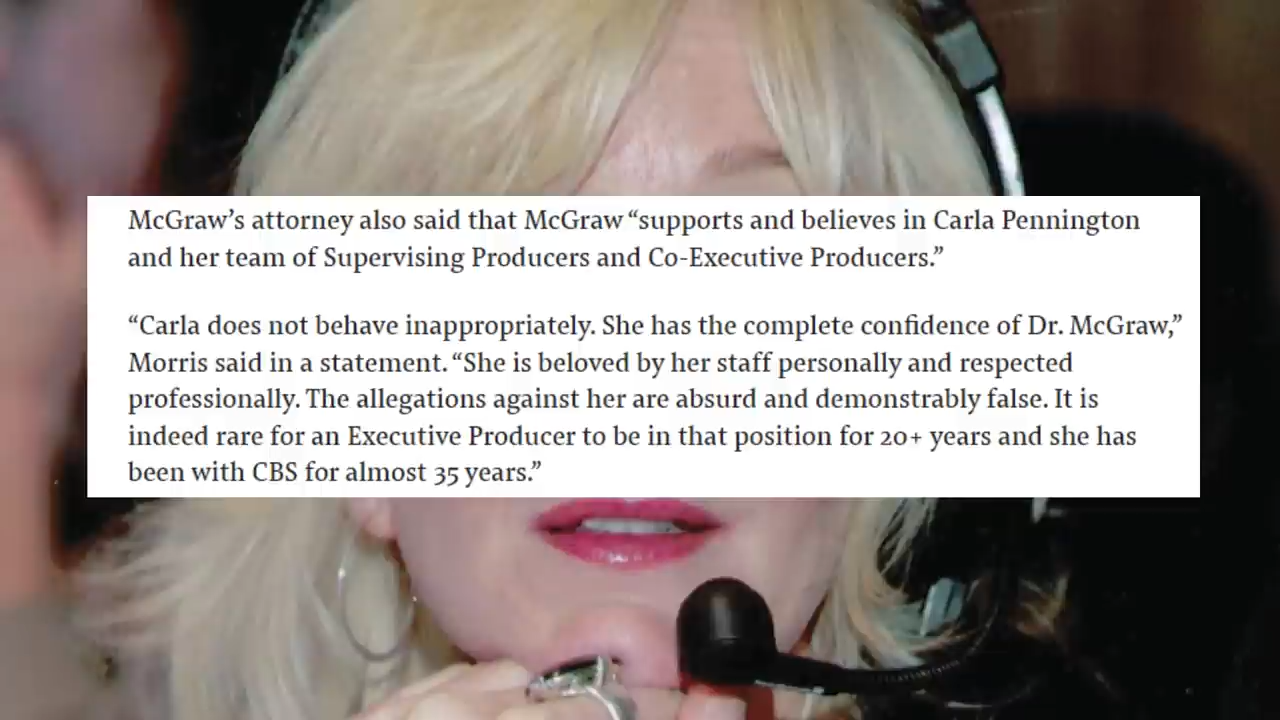 McGraw’s attorney also said that McGraw “supports and believes in Carla Pennington
and her team of Supervising Producers and Co-Executive Producers.”
“Carla does not behave inappropriately. She has the complete confidence of Dr. McGraw,”
Morris said in a statement. “She is beloved by her staff personally and respected
professionally. The allegations against her are absurd and demonstrably false. It is
indeed rare for an Executive Producer to be in that position for 20+ years and she has
been with CBS for almost 35 years.”